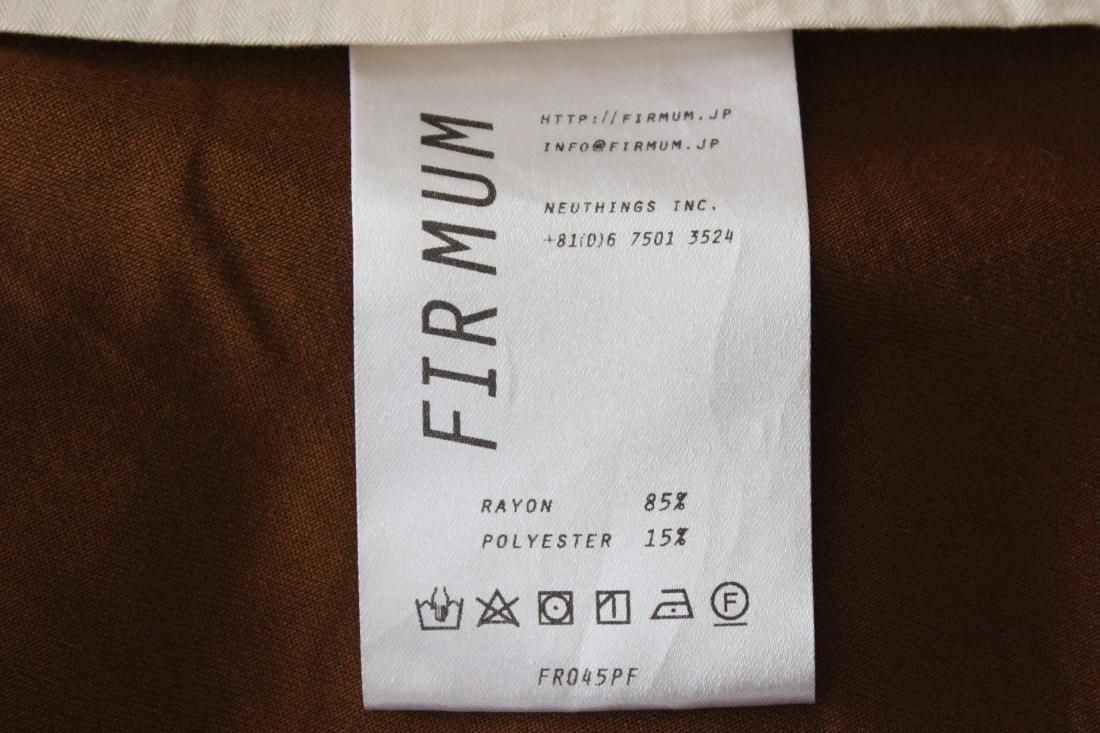 FIRMUM
HTTP://FIRMUM.JP
INFO@FIRMUM.JP
NEUTHINGS INC.
+81(0)6 7501 3524
RAYON 85%
POLYESTER 15%
F
FR045PF